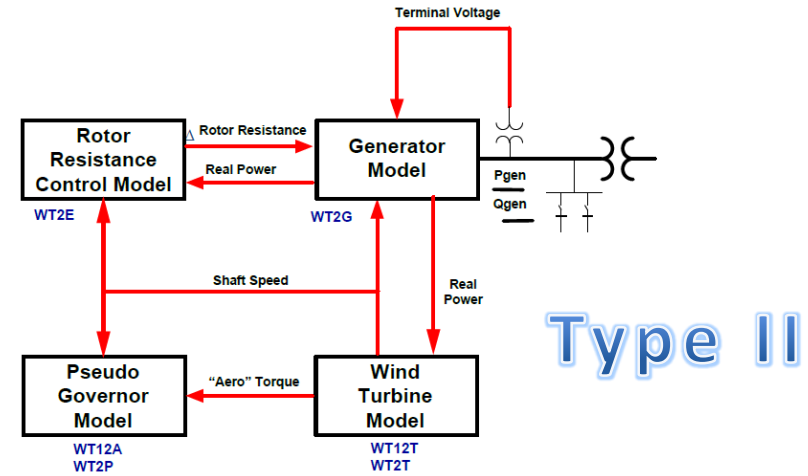 Terminal Voltage
Rotor
Resistance
Control Model
WT2E
Δ Rotor Resistance
Real Power
Generator
Model
WT2G
Pgen
Qgen
Shaft Speed
Real
Power
Type II
Pseudo
Governor
Model
WT12A
WT2P
“Aero” Torque
Wind
Turbine
Model
WT12T
WT2T